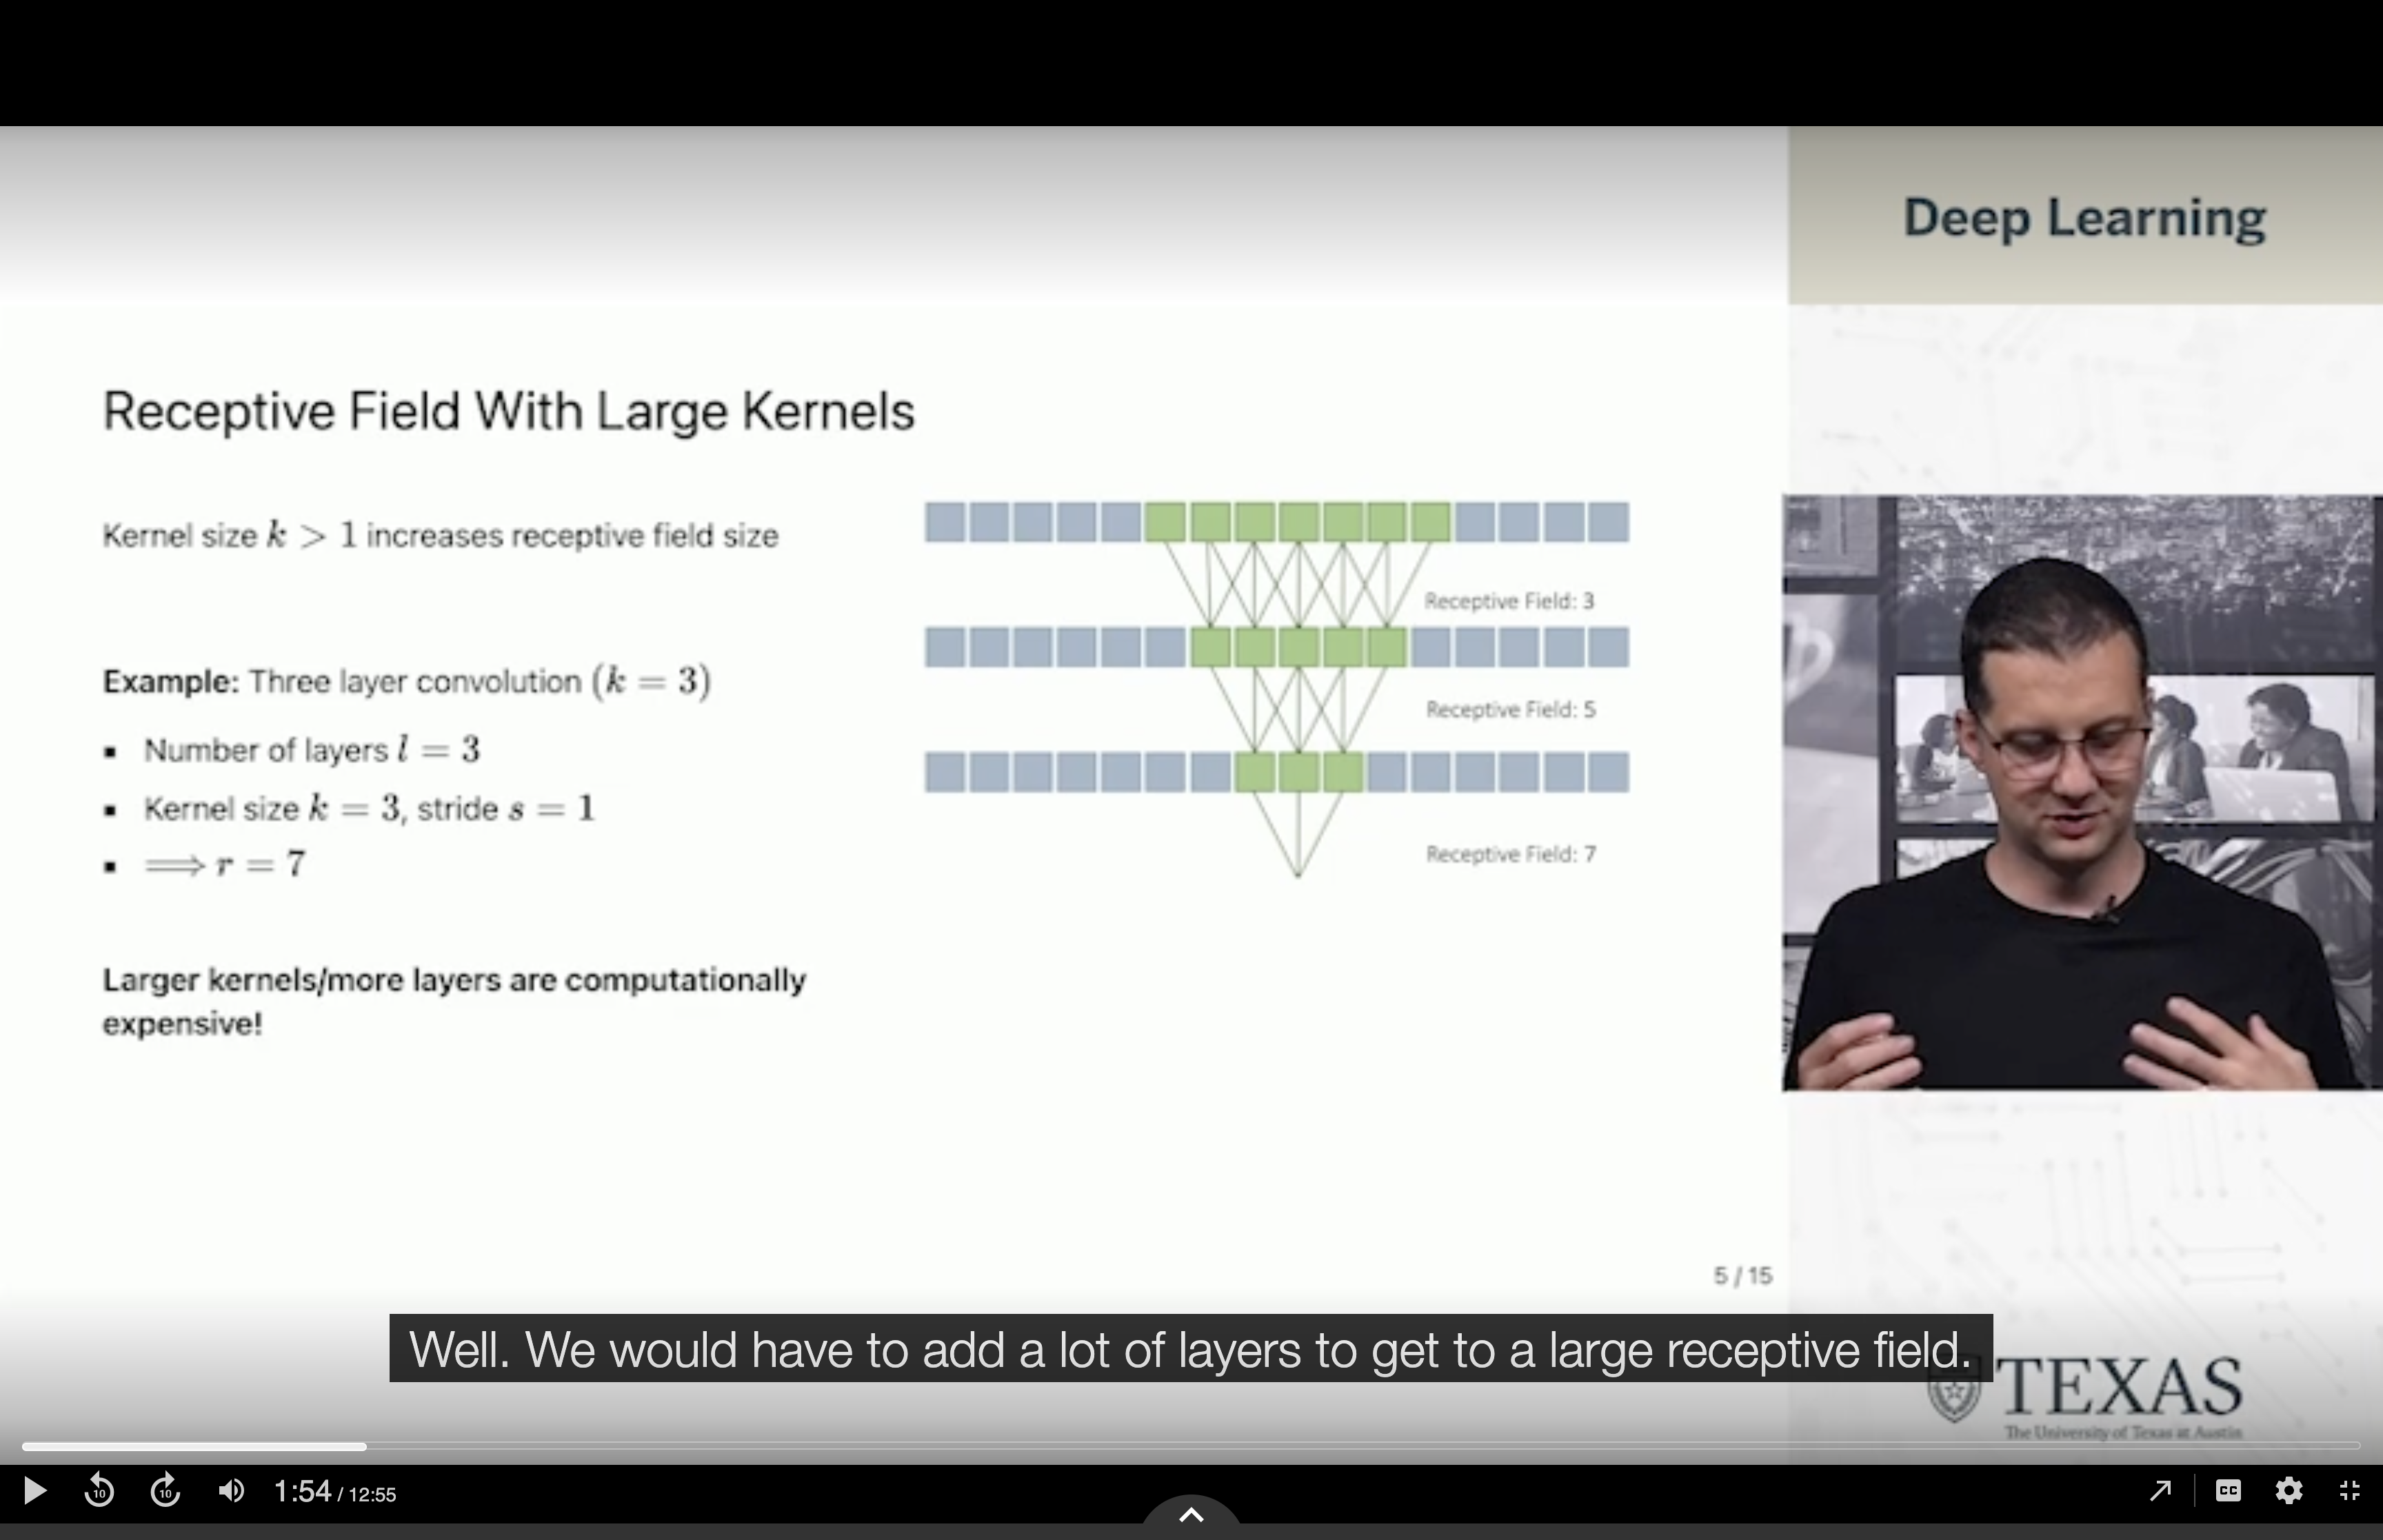 Deep Learning
Receptive Field With Large Kernels
Kernel size k > 1 increases receptive field size
Receptive Field: 3
Example: Three layer convolution (k = 3)
Receptive Field: 5
Number of layers l = 3
Kernel size k = 3, stride s = 1
Receptive Field: 7
⟹ r = 7
Larger kernels/more layers are computationally
expensive!
5 / 15
Well. We would have to add a lot of layers to get to a large receptive field.
TEXAS
The University of Texas at Austin
10
10
1:54 / 12:55
CC